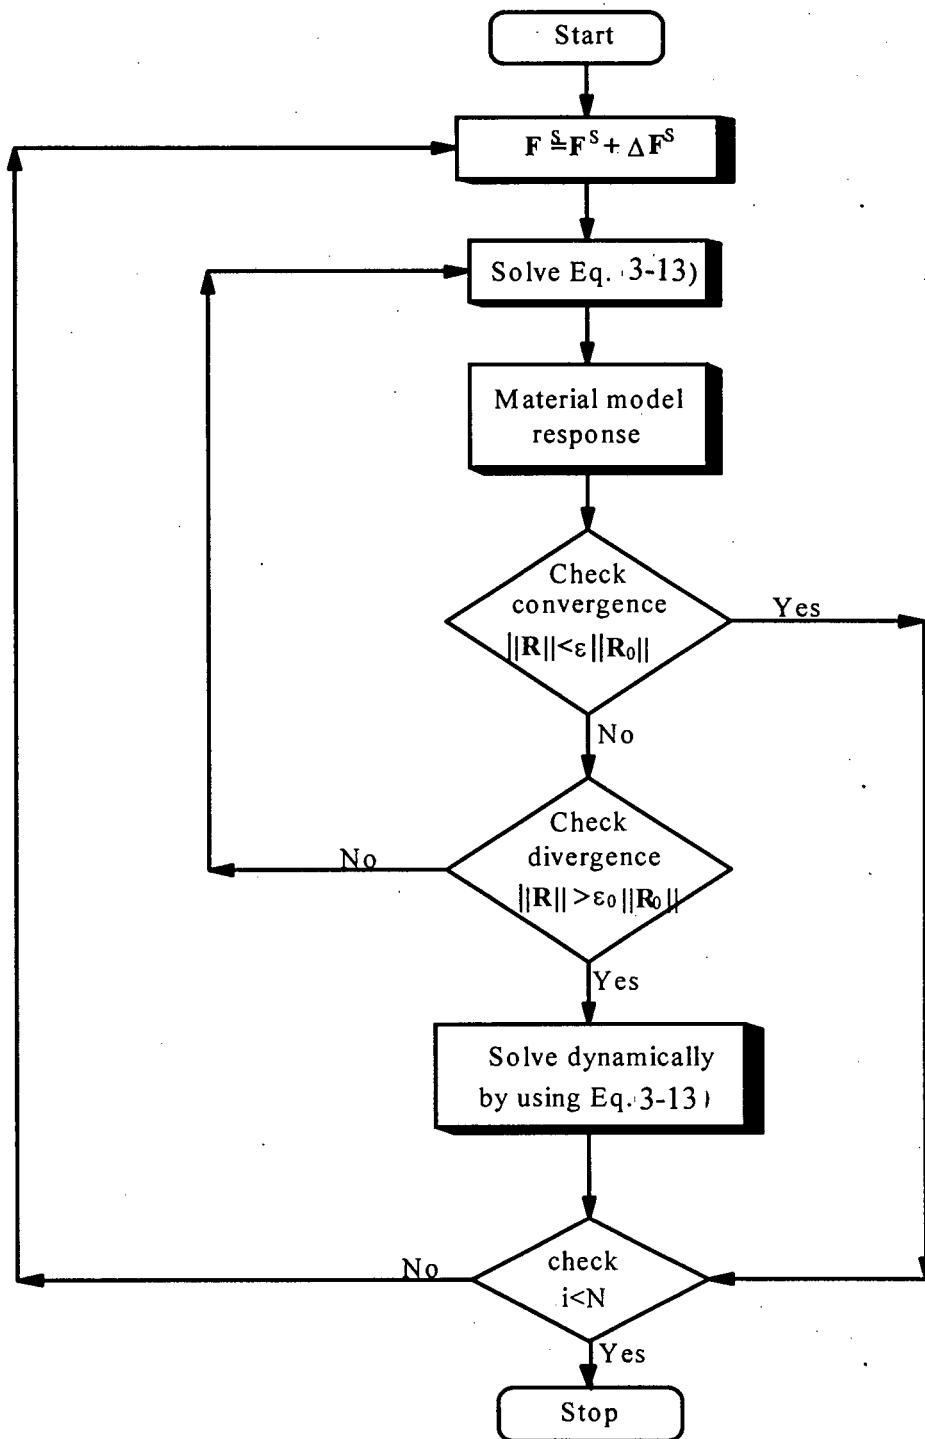 Start
F^S=F^S+ΔF^S
Solve Eq. (3-13)
Material model
response
Check
convergence
||R||<ε||R₀||
Yes
No
Check
divergence
||R||>ε₀||R₀||
No
Yes
Solve dynamically
by using Eq.(3-13)
check
i<N
No
Yes
Stop